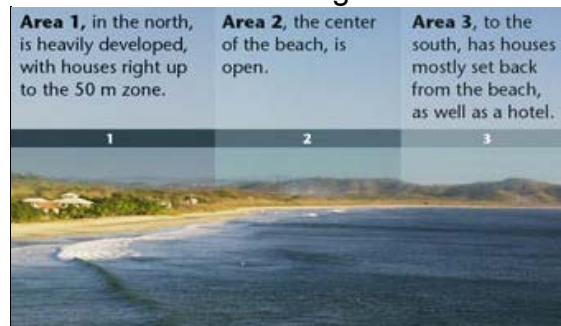 Area 1, in the north,
is heavily developed,
with houses right up
to the 50 m zone.
Area 2, the center
of the beach, is
open.
Area 3, to the
south, has houses
mostly set back
from the beach,
as well as a hotel.
1
2
3